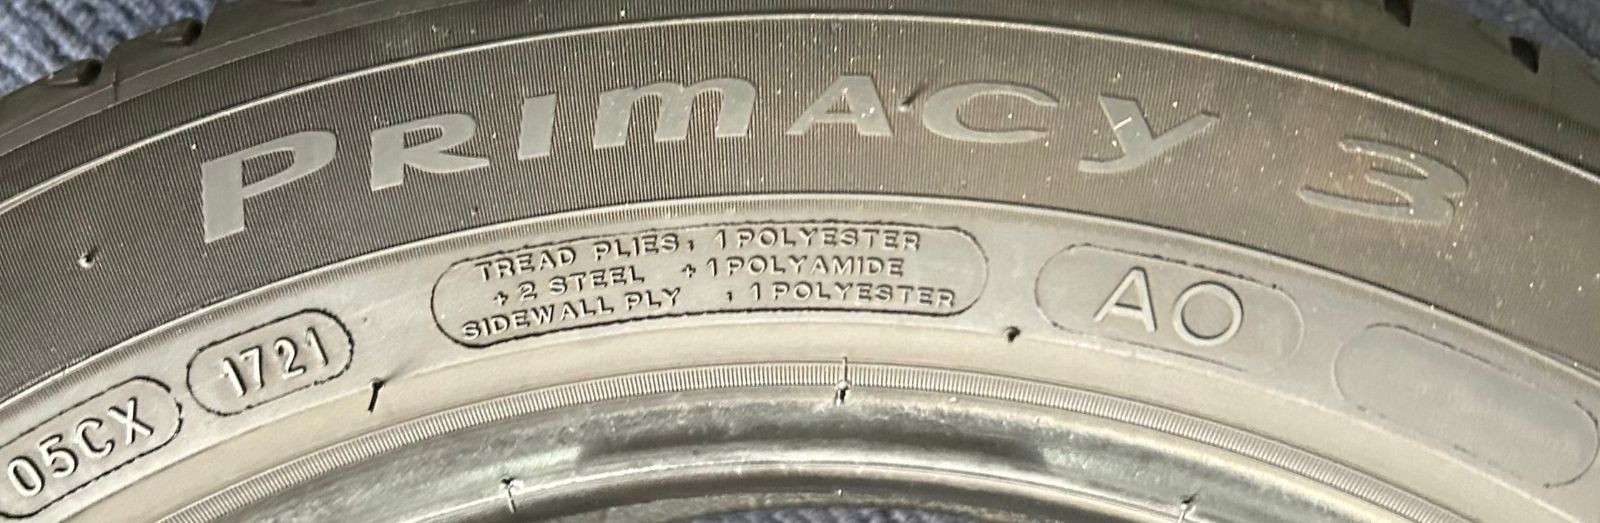 PRIMACY 3
TREAD PLIES: 1 POLYESTER
+ 2 STEEL + 1 POLYAMIDE
SIDEWALL PLY : 1 POLYESTER
AO
1721
05CX